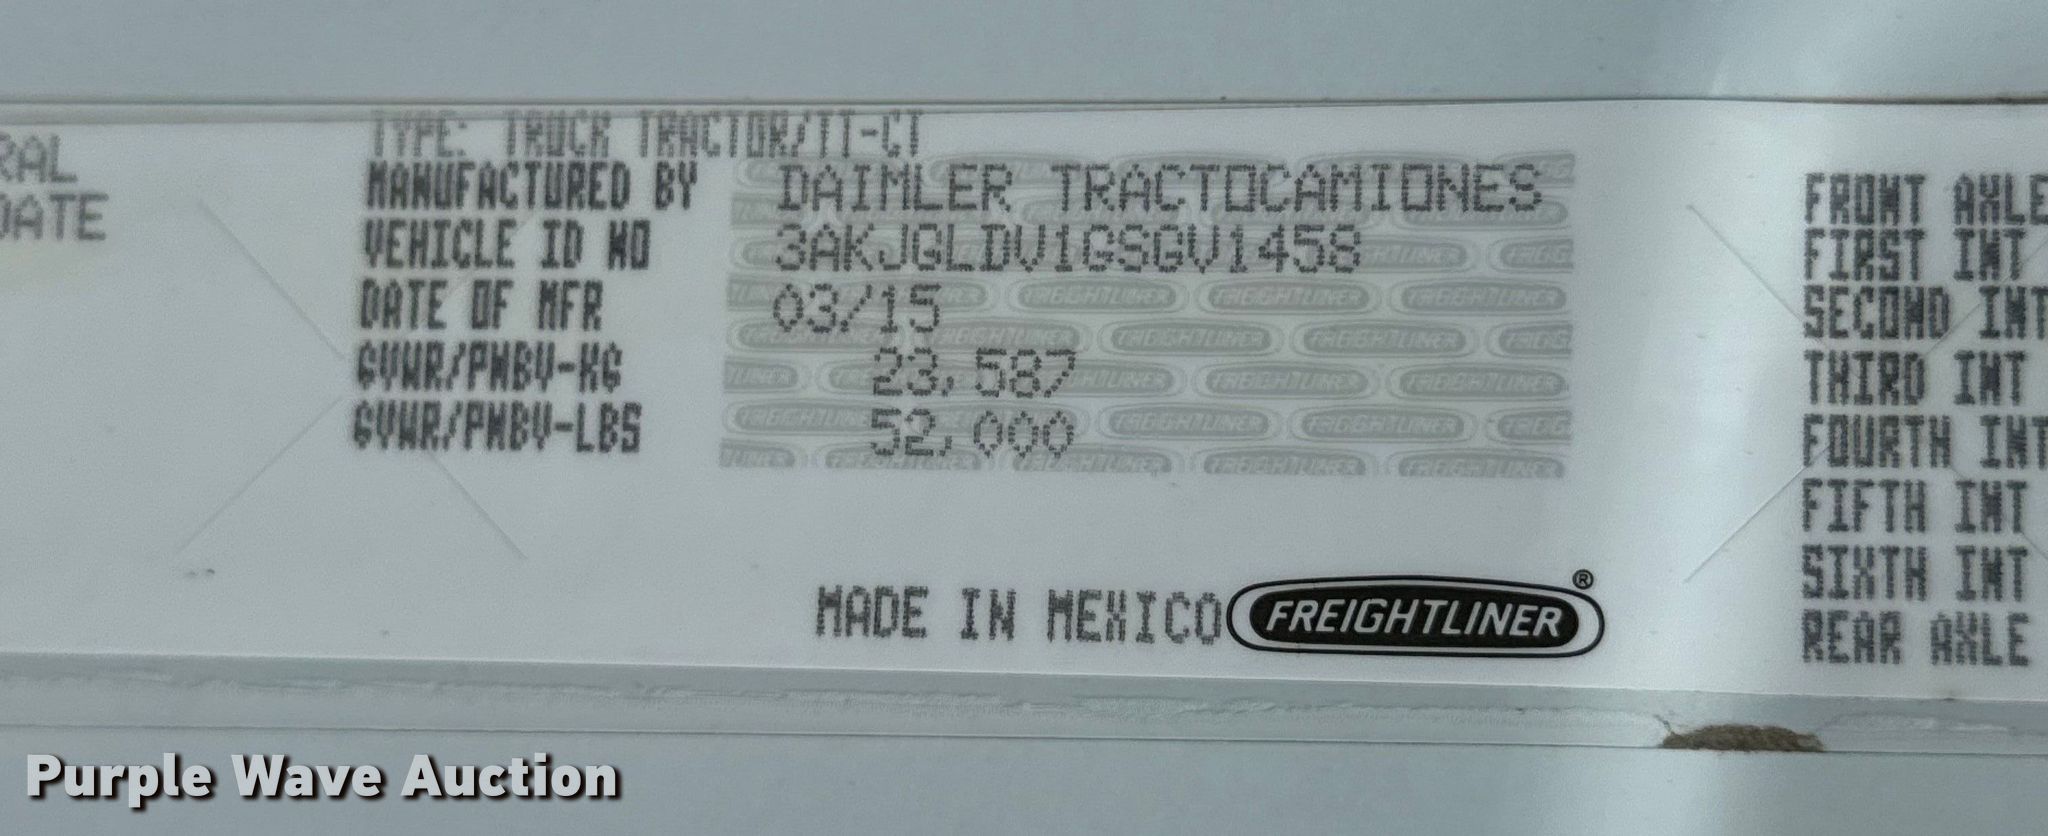 TYPE: TRUCK TRACTOR/TT-CT
RAL
DATE
MANUFACTURED BY DAIMLER TRACTOCAMIONES
VEHICLE ID NO 3AKJGLDV1GSGV1458
DATE OF MFR 03/15
GVWR/PNBV-KG 23,587
GVWR/PNBV-LBS 52,000
MADE IN MEXICO FREIGHTLINER ®
FRONT AXLE
FIRST INT
SECOND INT
THIRD INT
FOURTH INT
FIFTH INT
SIXTH INT
REAR AXLE
Purple Wave Auction